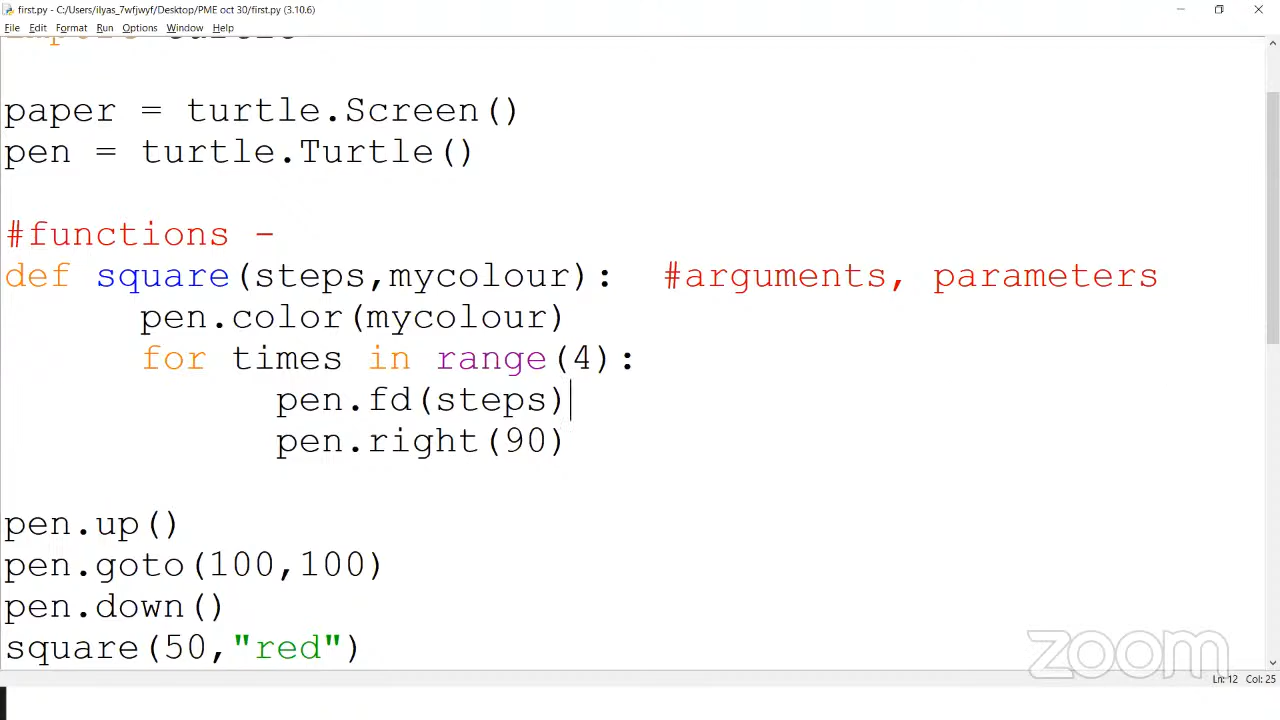 first.py - C:/Users/ilyas_7wfjwyf/Desktop/PME oct 30/first.py (3.10.6)
File Edit Format Run Options Window Help
import turtle
paper = turtle.Screen()
pen = turtle.Turtle()
#functions -
def square(steps,mycolour):  #arguments, parameters
pen.color(mycolour)
for times in range(4):
pen.fd(steps)
pen.right(90)
pen.up()
pen.goto(100,100)
pen.down()
square(50,"red")
zoom
Ln: 12 Col: 25